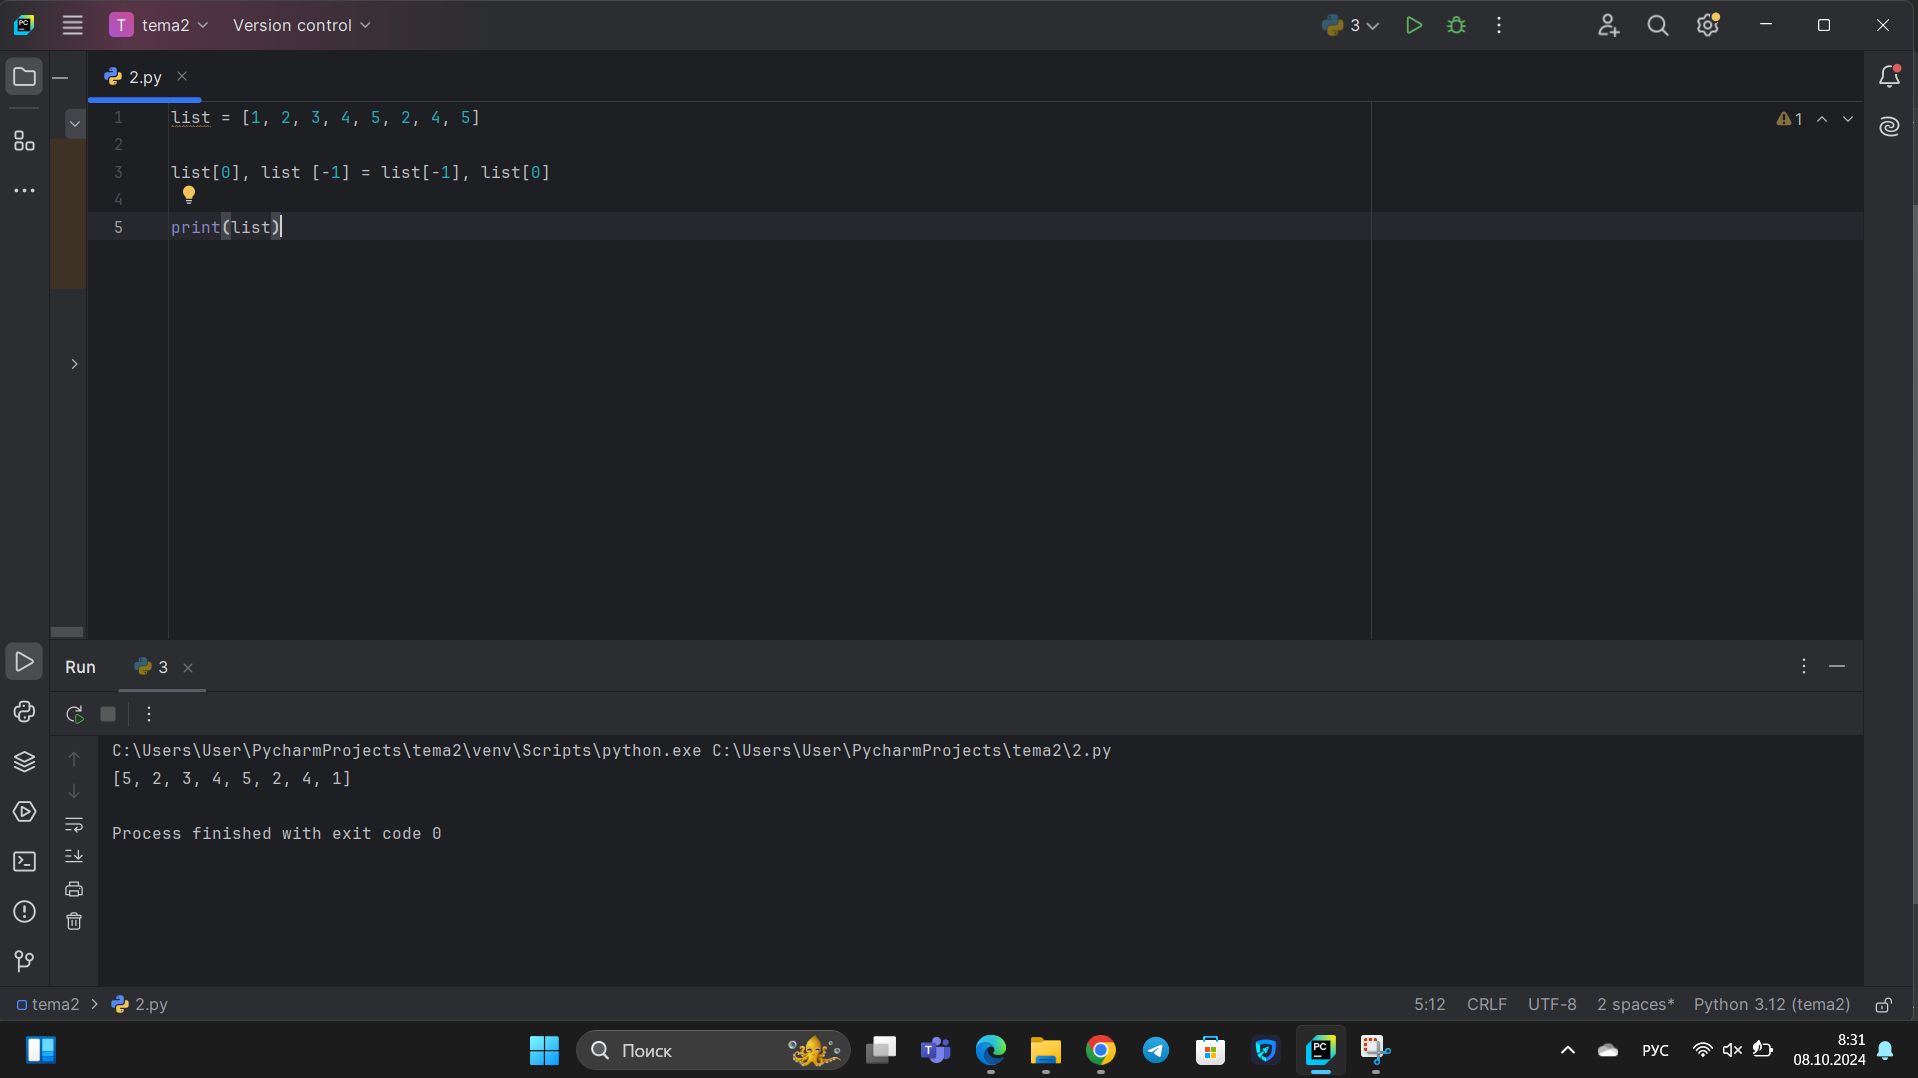 PC
T tema2 Version control 3
2.py
1 list = [1, 2, 3, 4, 5, 2, 4, 5]
2
3 list[0], list [-1] = list[-1], list[0]
4
5 print(list)
1
Run 3
C:\Users\User\PycharmProjects\tema2\venv\Scripts\python.exe C:\Users\User\PycharmProjects\tema2\2.py
[5, 2, 3, 4, 5, 2, 4, 1]
Process finished with exit code 0
tema2 > 2.py 5:12 CRLF UTF-8 2 spaces* Python 3.12 (tema2)
Поиск T PC РУС 8:31
08.10.2024